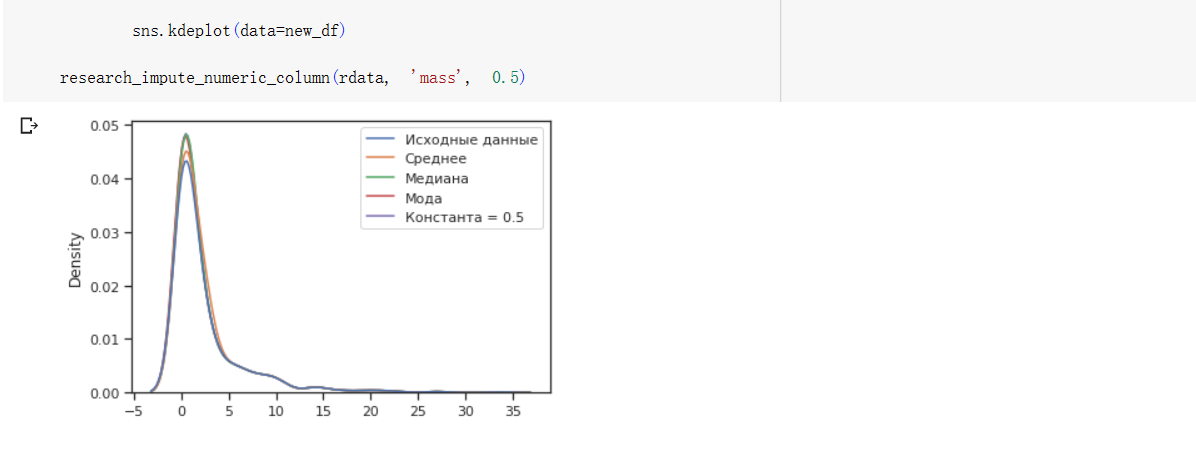 sns.kdeplot(data=new_df)
research_impute_numeric_column(rdata, 'mass', 0.5)
0.05
0.04
0.03
0.02
0.01
0.00
Density
Исходные данные
Среднее
Медиана
Мода
Константа = 0.5
−5 0 5 10 15 20 25 30 35